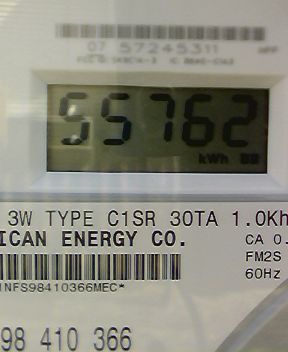 07 57245311
55762
kWh
3W TYPE C1SR 30TA 1.0Kh
ICAN ENERGY CO.
CA 0.
FM2S
60Hz
NFS98410366MEC*
98 410 366